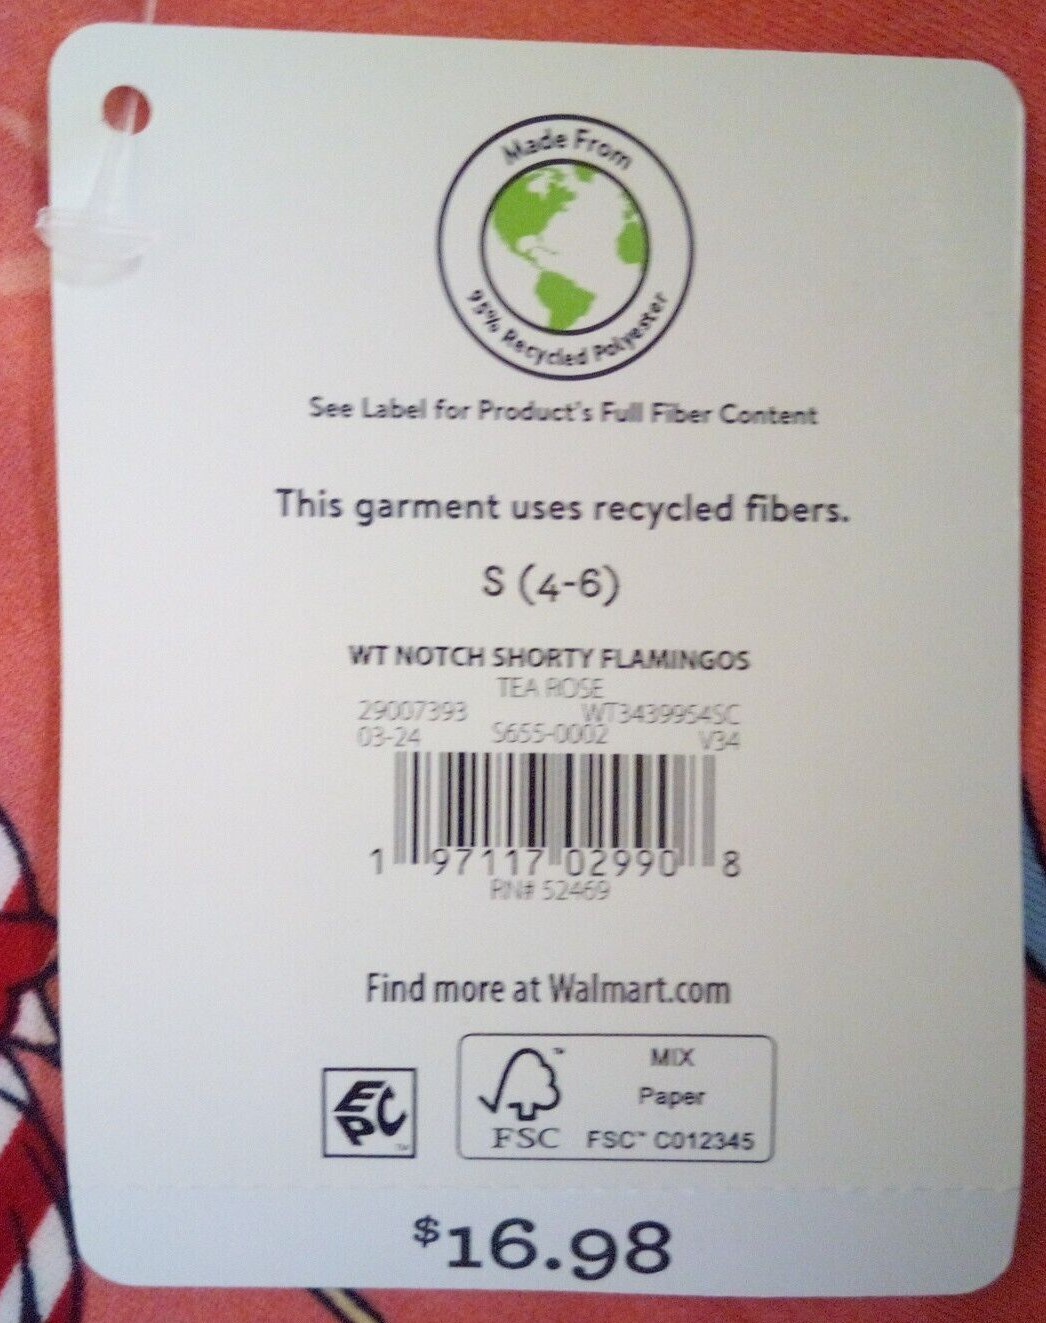 Made From
95% Recycled Polyester
See Label for Product's Full Fiber Content
This garment uses recycled fibers.
S (4-6)
WT NOTCH SHORTY FLAMINGOS
TEA ROSE
29007393 WT3439954SC
03-24 S655-0002 V34
1 97117 02990 8
RN# 52469
Find more at Walmart.com
EPC™
FSC™
MIX
Paper
FSC™ C012345
$16.98